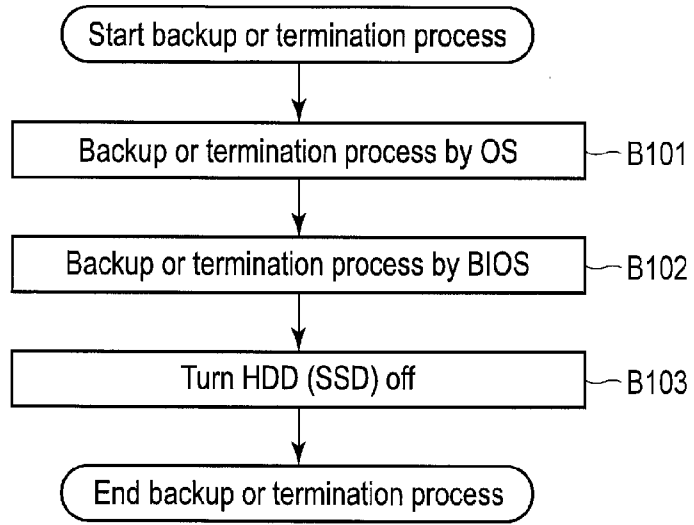 Start backup or termination process
Backup or termination process by OS
B101
Backup or termination process by BIOS
B102
Turn HDD (SSD) off
B103
End backup or termination process